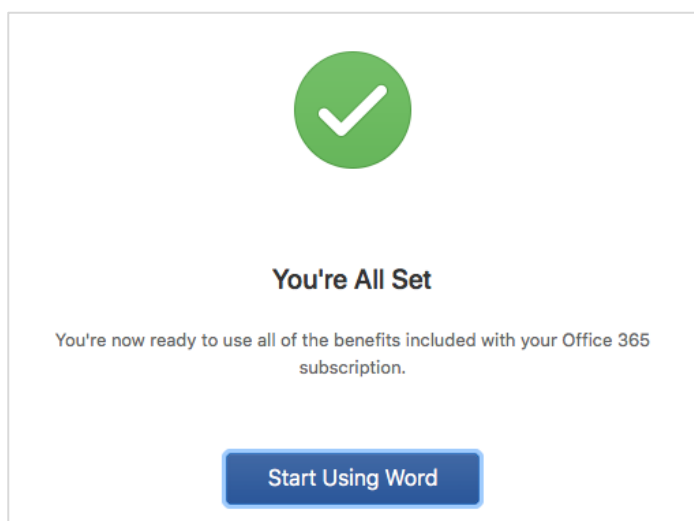 You're All Set
You're now ready to use all of the benefits included with your Office 365
subscription.
Start Using Word